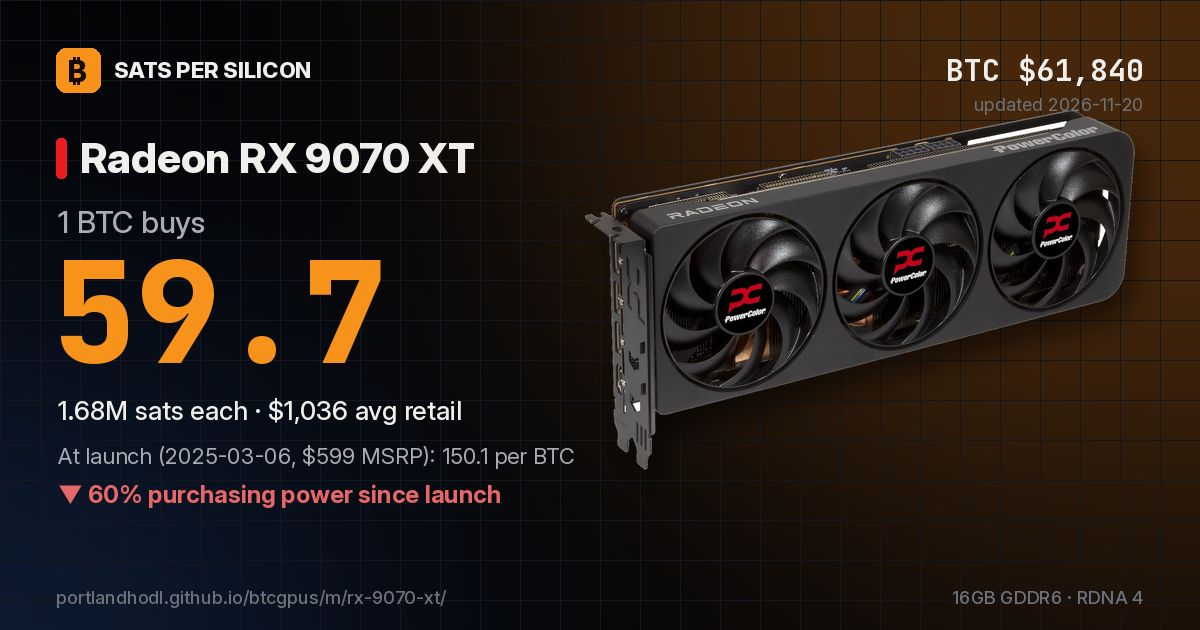 SATS PER SILICON
BTC $61,840
updated 2026-11-20
Radeon RX 9070 XT
1 BTC buys
59.7
1.68M sats each · $1,036 avg retail
At launch (2025-03-06, $599 MSRP): 150.1 per BTC
▼ 60% purchasing power since launch
RADEON
PowerColor
PowerColor
PowerColor
PowerColor
portlandhodl.github.io/btcgpus/m/rx-9070-xt/
16GB GDDR6 · RDNA 4